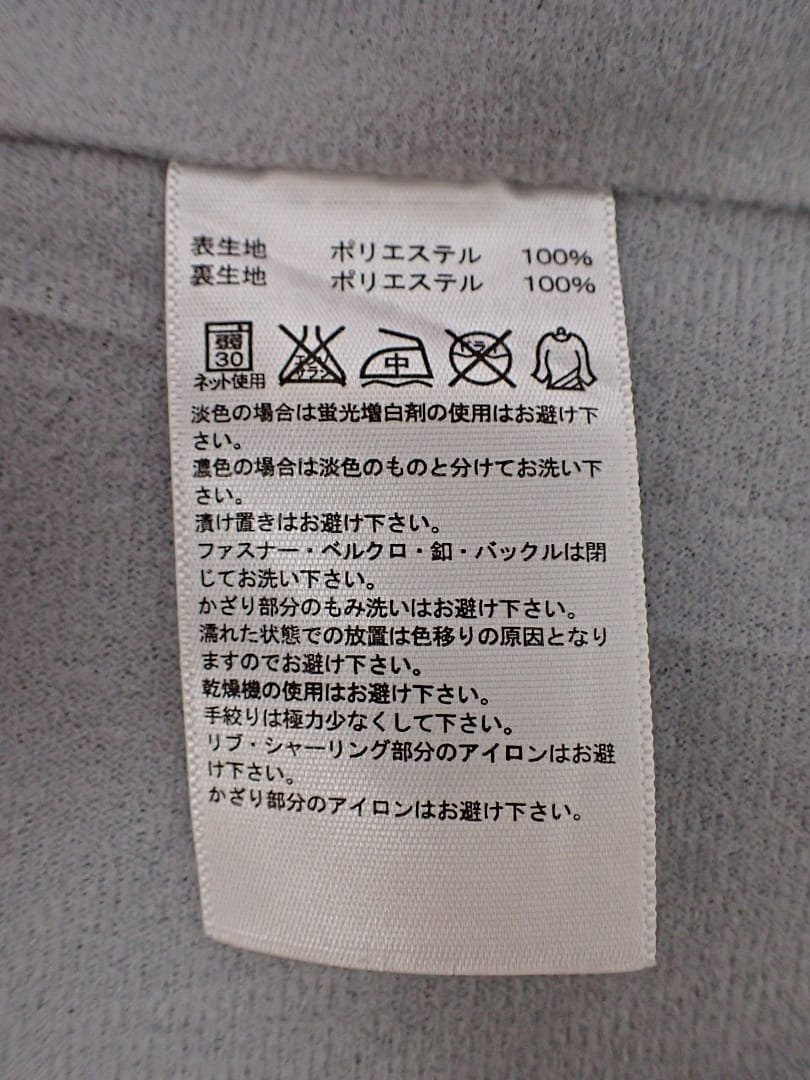 表生地 ポリエステル 100%
裏生地 ポリエステル 100%
弱
30
ネット使用
エンソ
サラシ
中
ドライ
淡色の場合は蛍光増白剤の使用はお避け下
さい。
濃色の場合は淡色のものと分けてお洗い下
さい。
漬け置きはお避け下さい。
ファスナー・ベルクロ・釦・バックルは閉
じてお洗い下さい。
かざり部分のもみ洗いはお避け下さい。
濡れた状態での放置は色移りの原因となり
ますのでお避け下さい。
乾燥機の使用はお避け下さい。
手絞りは極力少なくして下さい。
リブ・シャーリング部分のアイロンはお避
け下さい。
かざり部分のアイロンはお避け下さい。